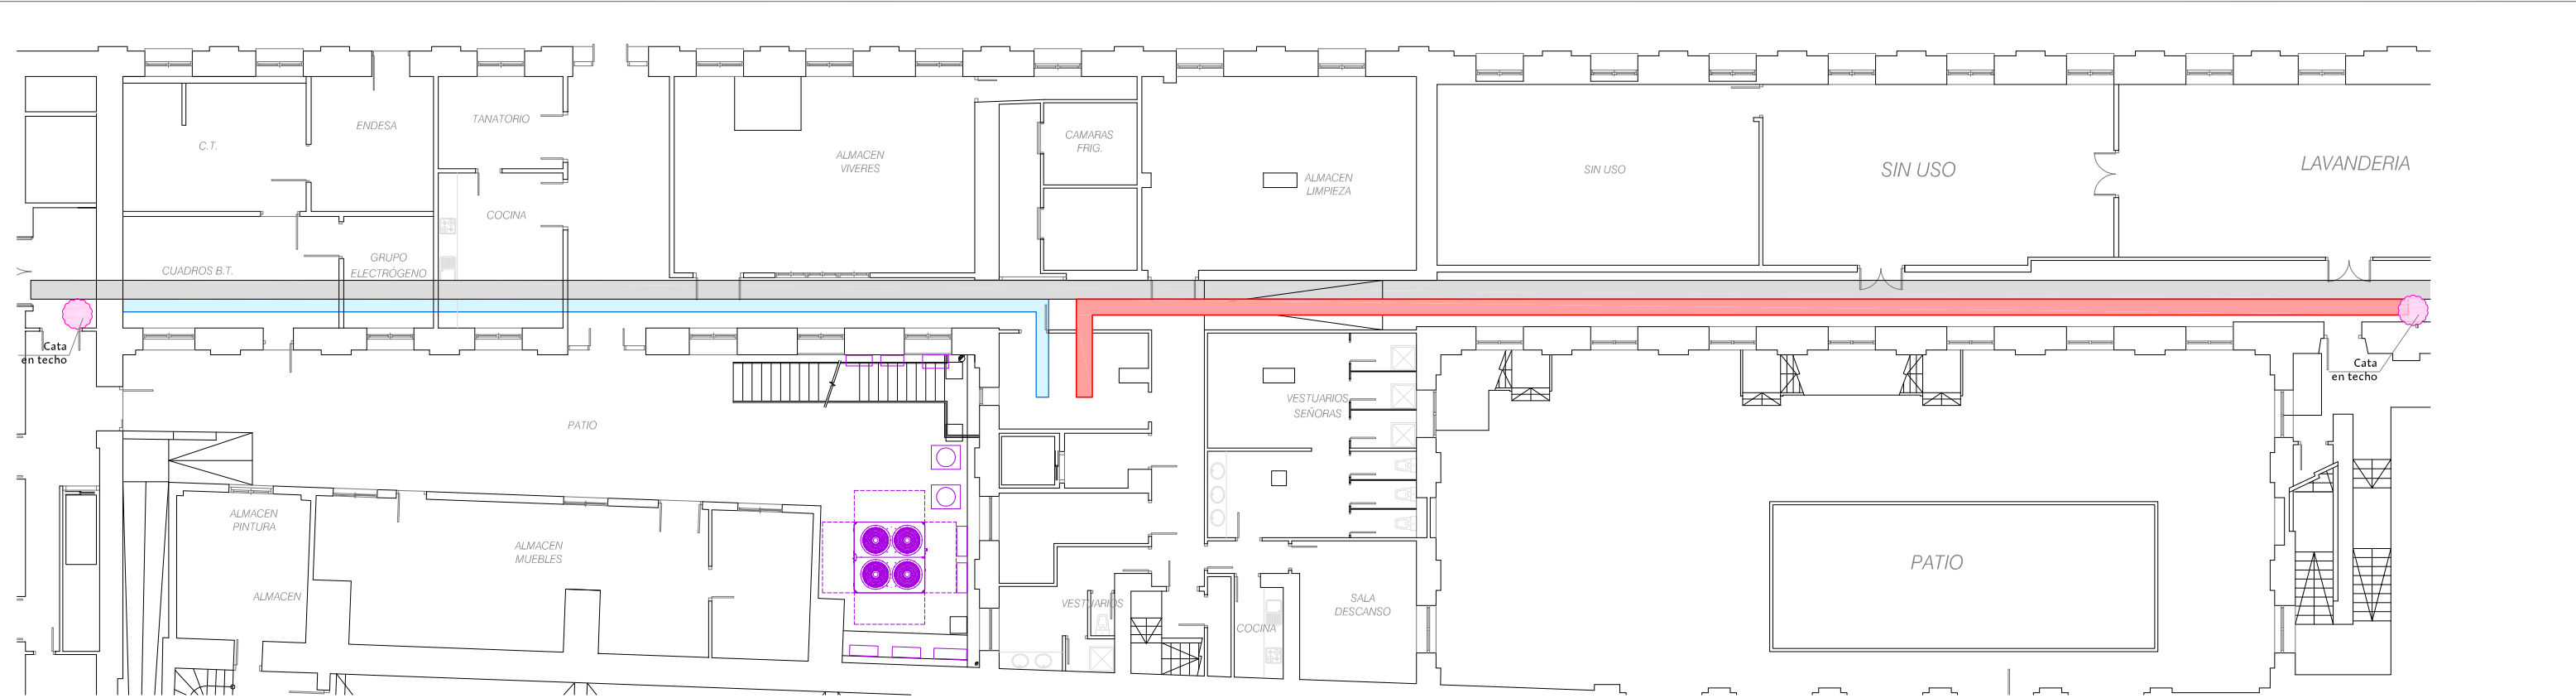 TANATORIO
ENDESA
C.T.
CAMARAS
FRIG.
ALMACEN
VIVERES
SIN USO
SIN USO
LAVANDERIA
ALMACEN
LIMPIEZA
COCINA
GRUPO
ELECTRÓGENO
CUADROS B.T.
Cata
en techo
Cata
en techo
VESTUARIOS
SEÑORAS
PATIO
ALMACEN
PINTURA
ALMACEN
MUEBLES
PATIO
ALMACEN
VESTUARIOS
SALA
DESCANSO
COCINA